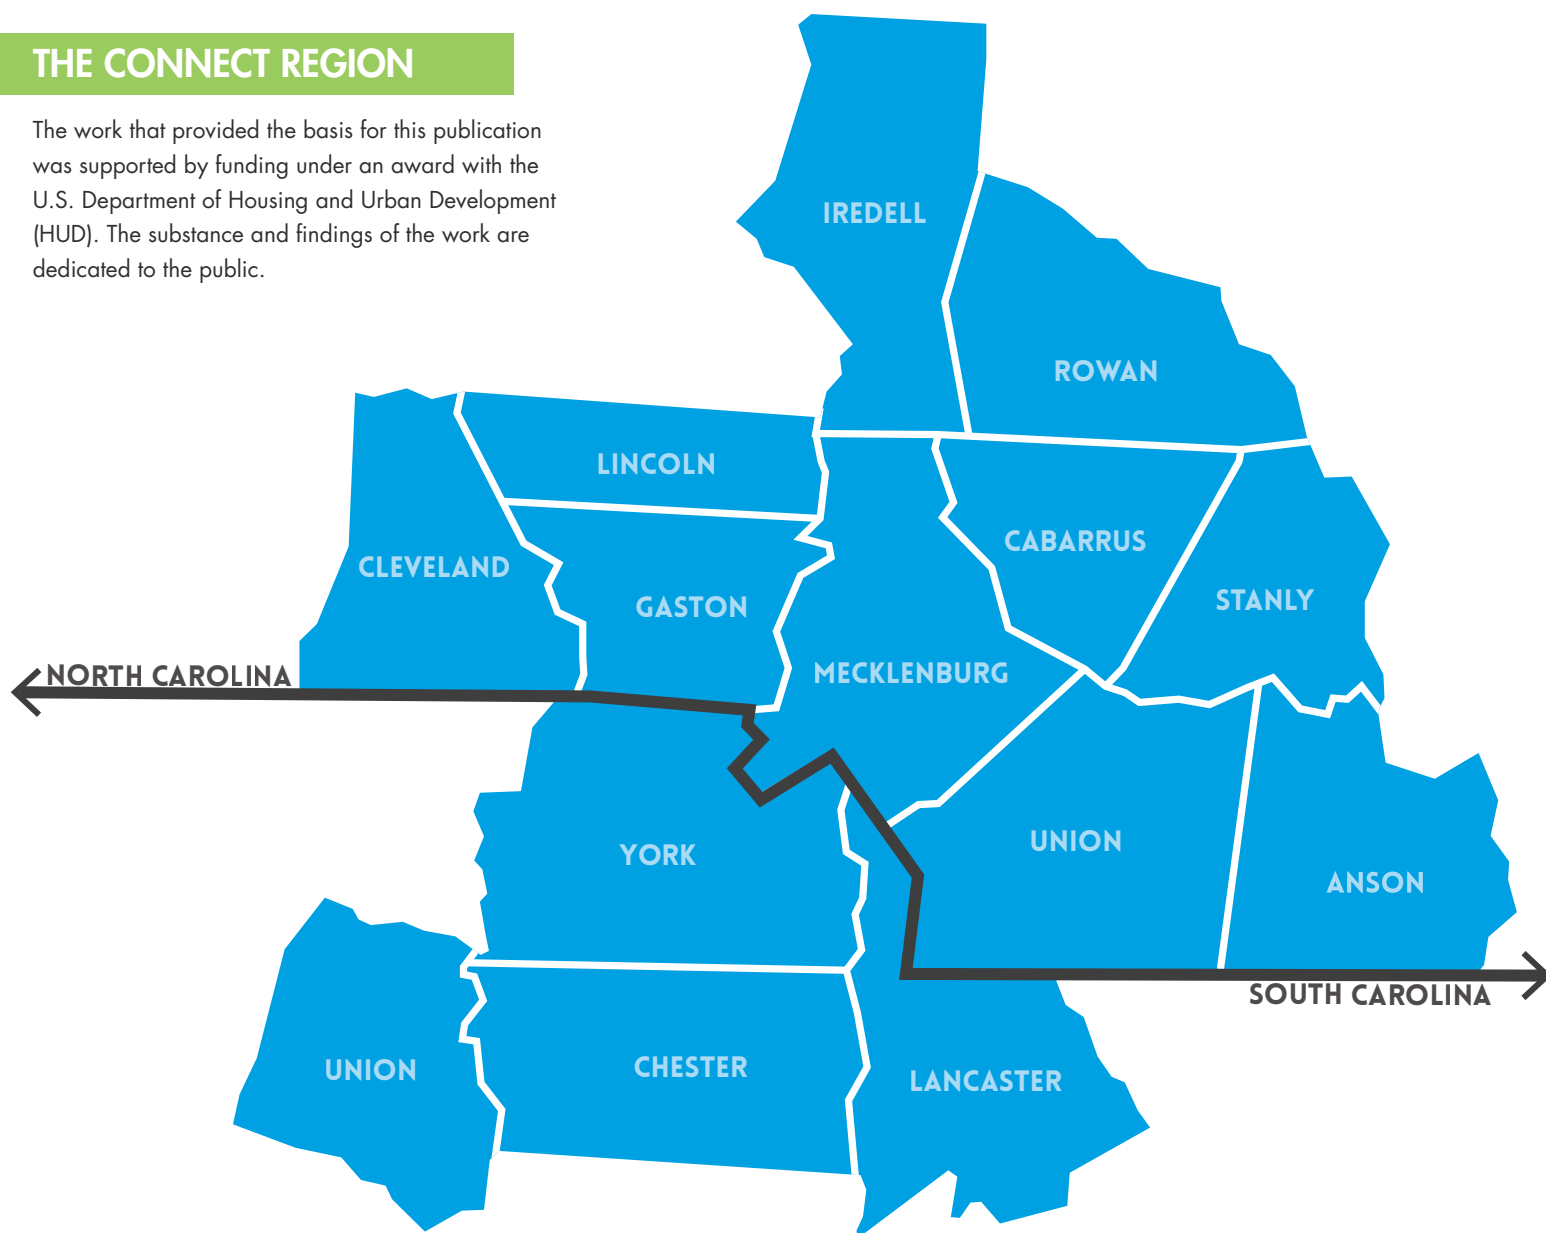 THE CONNECT REGION
The work that provided the basis for this publication
was supported by funding under an award with the
U.S. Department of Housing and Urban Development
(HUD). The substance and findings of the work are
dedicated to the public.
IREDELL
ROWAN
LINCOLN
CABARRUS
CLEVELAND
STANLY
GASTON
MECKLENBURG
NORTH CAROLINA
UNION
YORK
ANSON
SOUTH CAROLINA
CHESTER
UNION
LANCASTER